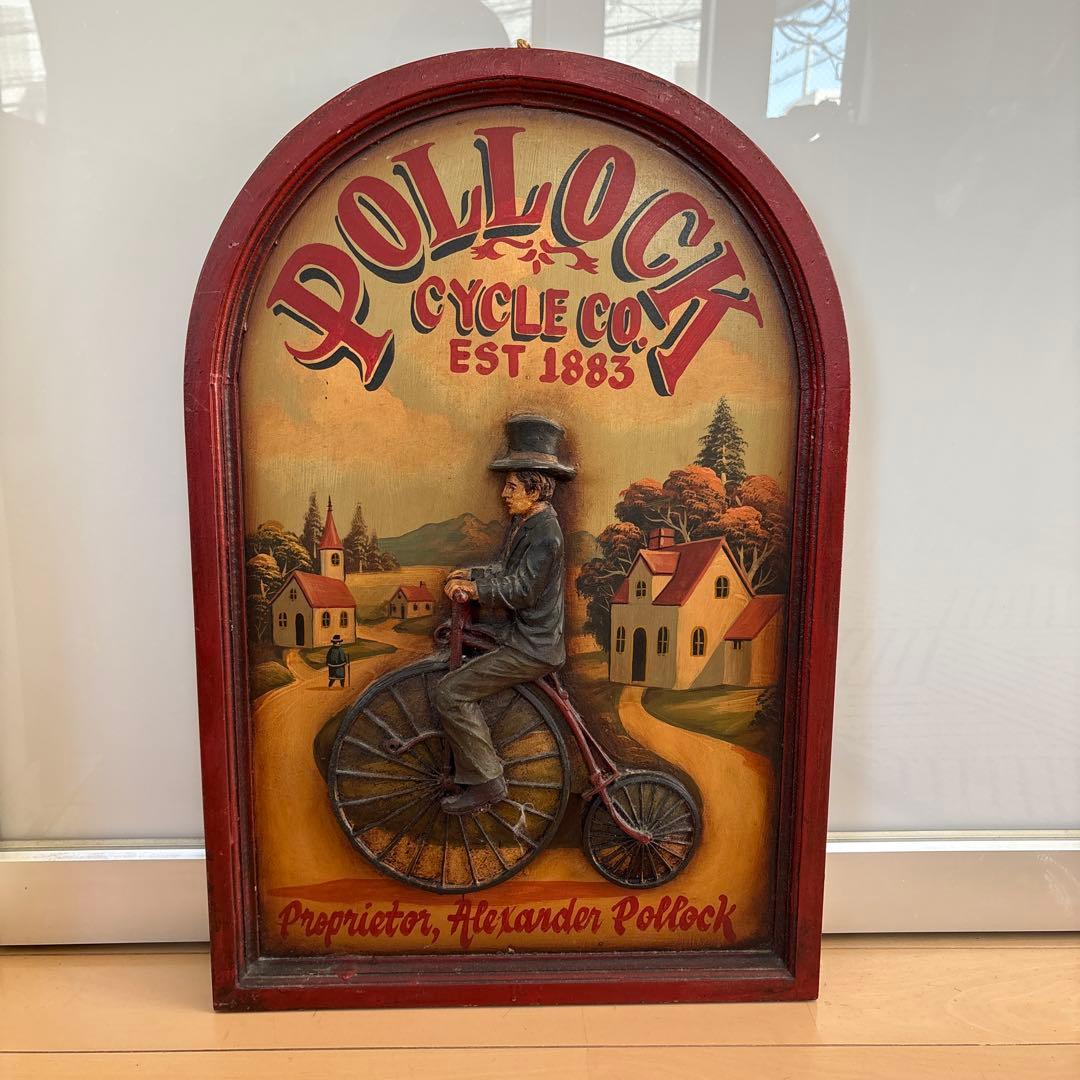 POLLOCK
CYCLE CO.
EST 1883
Proprietor, Alexander Pollock